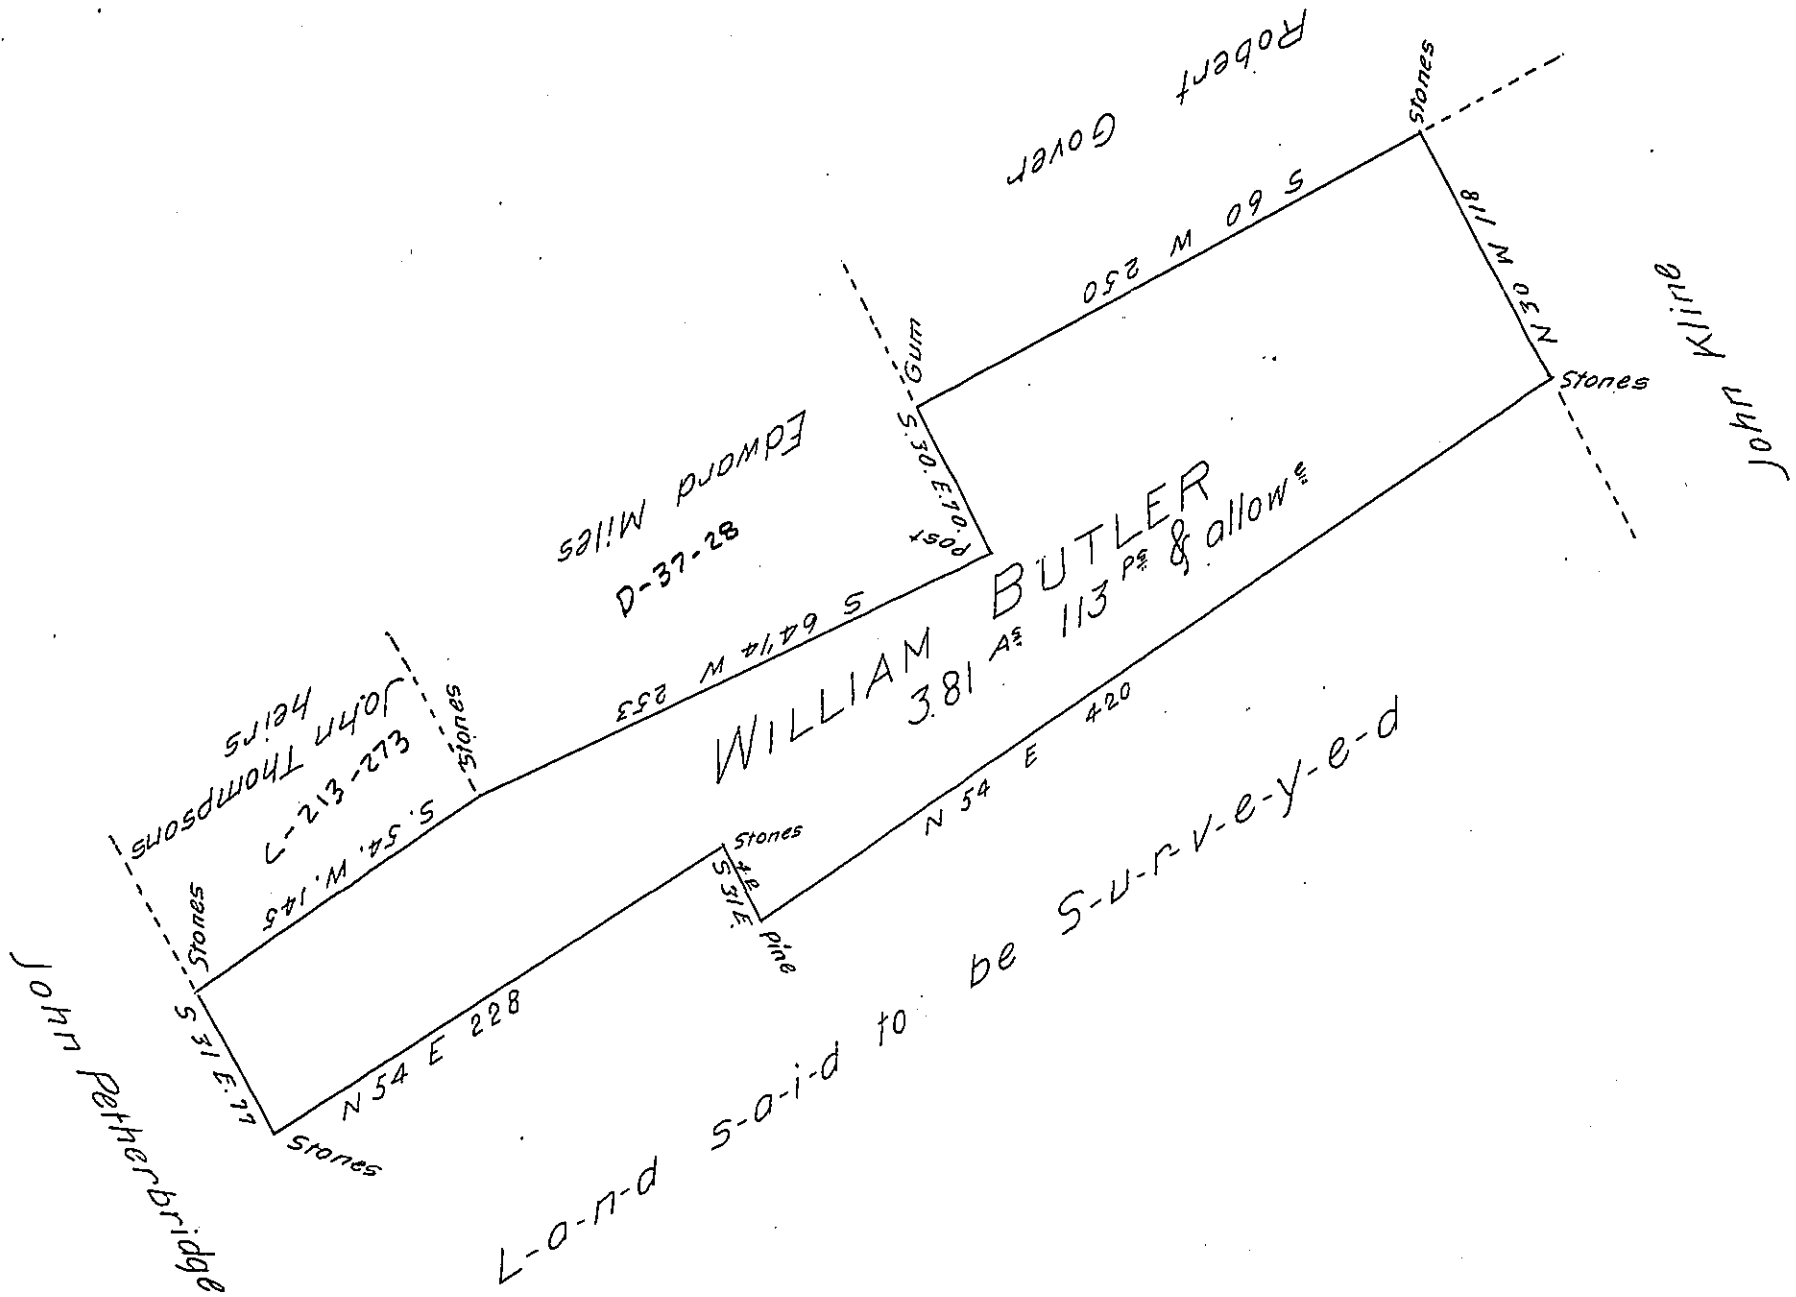 Robert Gover
Stones
S 60 W 250
N 30 W 118
John Kline
Stones
Gum
S. 30. E. 70.
Post
Edward Miles
D-37-28
S 64 1/4 W 253
WILLIAM BUTLER
381 As 113 Ps & allowe
John Thompsons
heirs
C-213-273
Stones
S. 54. W. 145
Stones
S 31 E. 77
John Petherbridge
Stones
N 54 E 228
Stones
S 31 E.
Pine
N 54 E 420
L-a-n-d s-a-i-d to be S-u-r-v-e-y-e-d